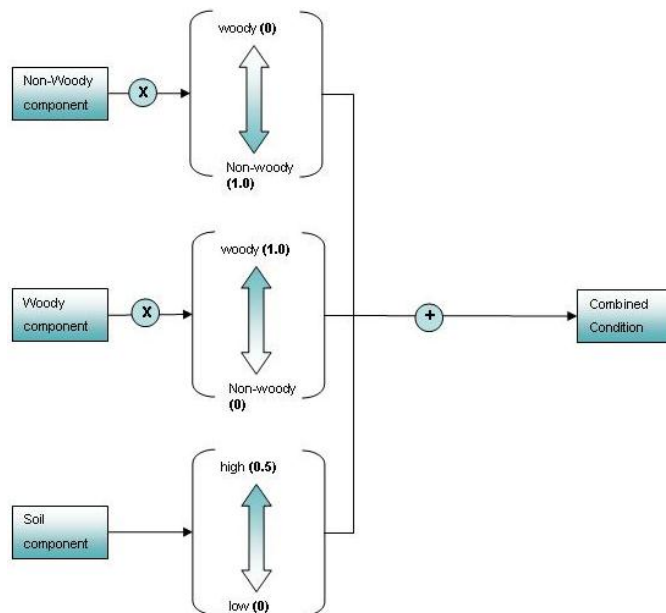 woody (0)
Non-Woody
component
X
Non-woody
(1.0)
woody (1.0)
Woody
component
X
Non-woody
(0)
+
Combined
Condition
high (0.5)
Soil
component
low (0)